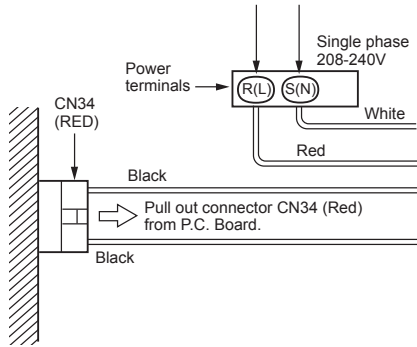 Single phase
208-240V
Power
terminals
R(L) S(N)
CN34
(RED)
White
Red
Black
Pull out connector CN34 (Red)
from P.C. Board.
Black